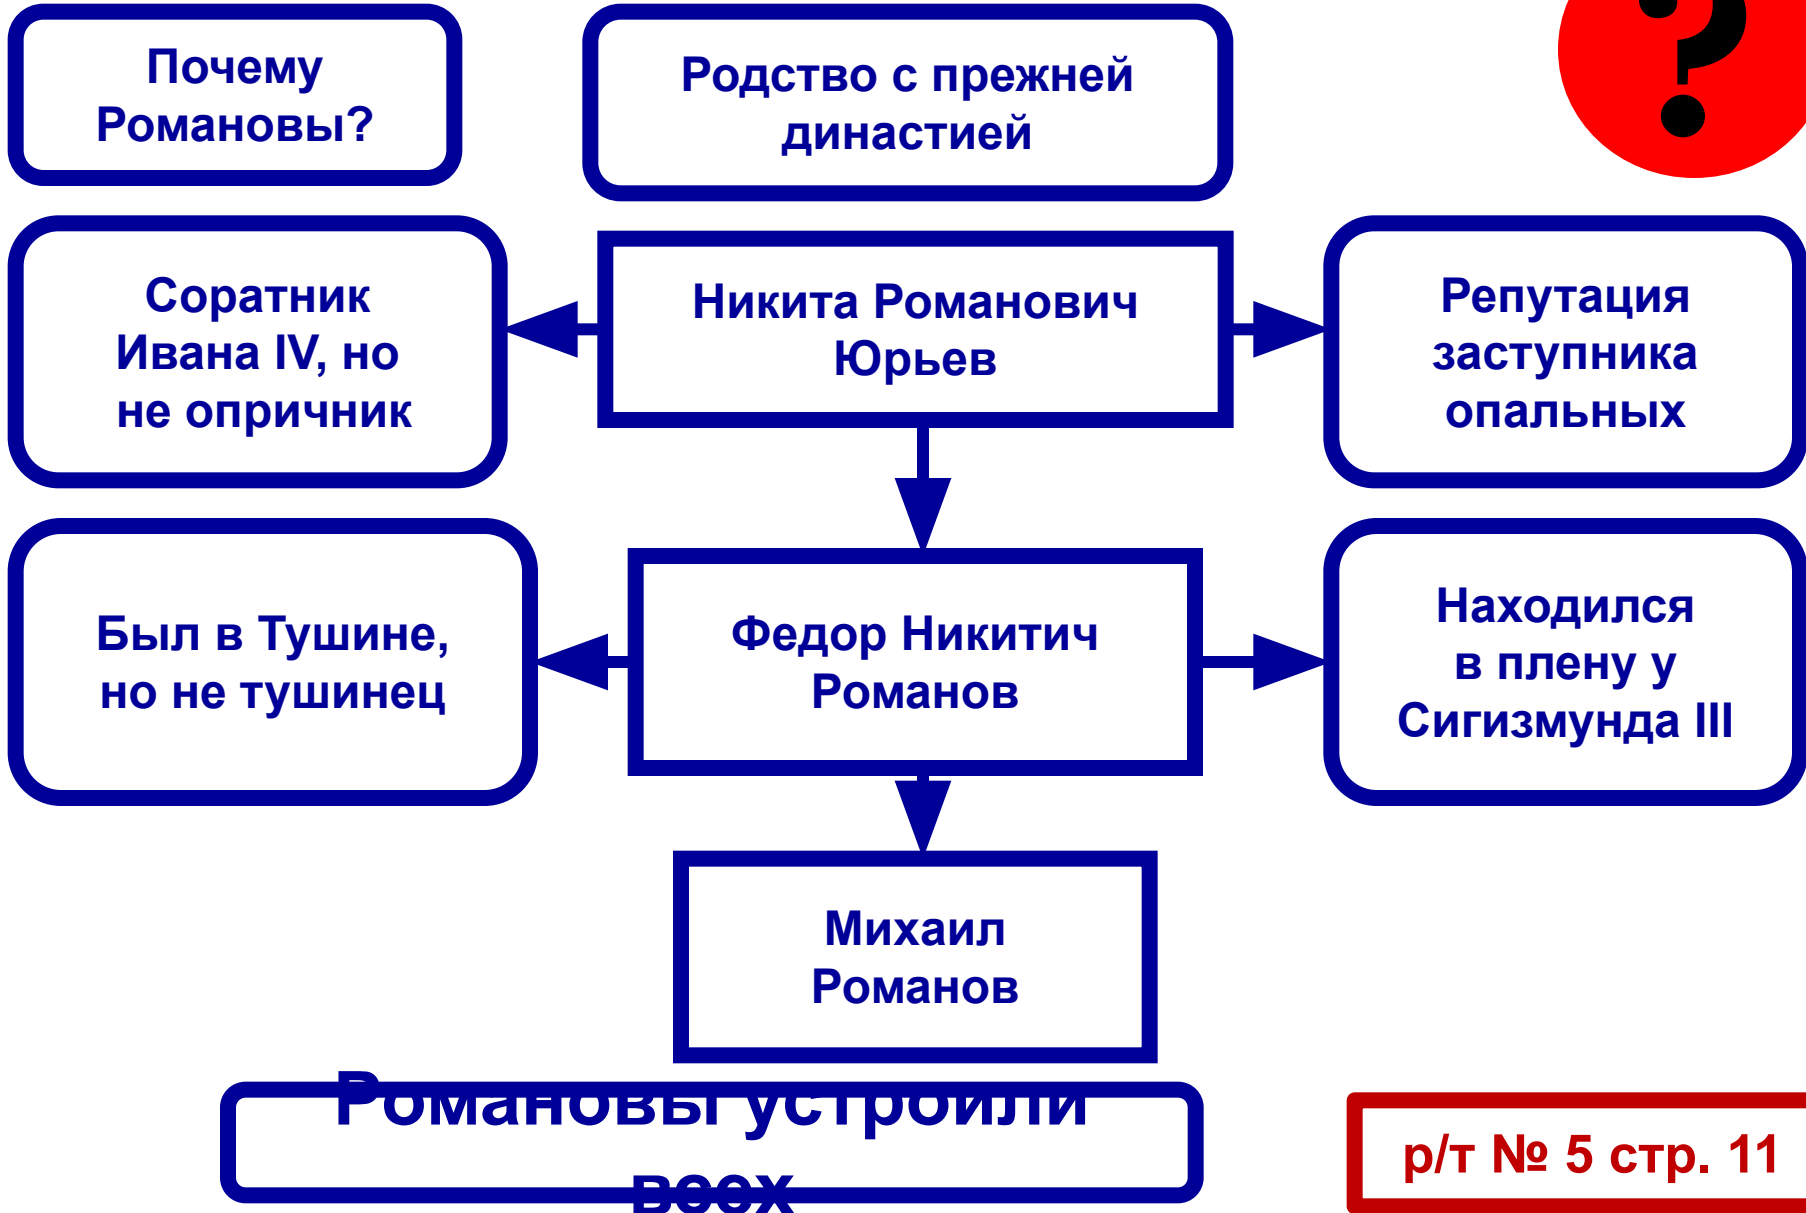 Почему
Романовы?
Родство с прежней
династией
?
Соратник
Ивана IV, но
не опричник
Никита Романович
Юрьев
Репутация
заступника
опальных
Был в Тушине,
но не тушинец
Федор Никитич
Романов
Находился
в плену у
Сигизмунда III
Михаил
Романов
Романовы устроили
всех
р/т № 5 стр. 11